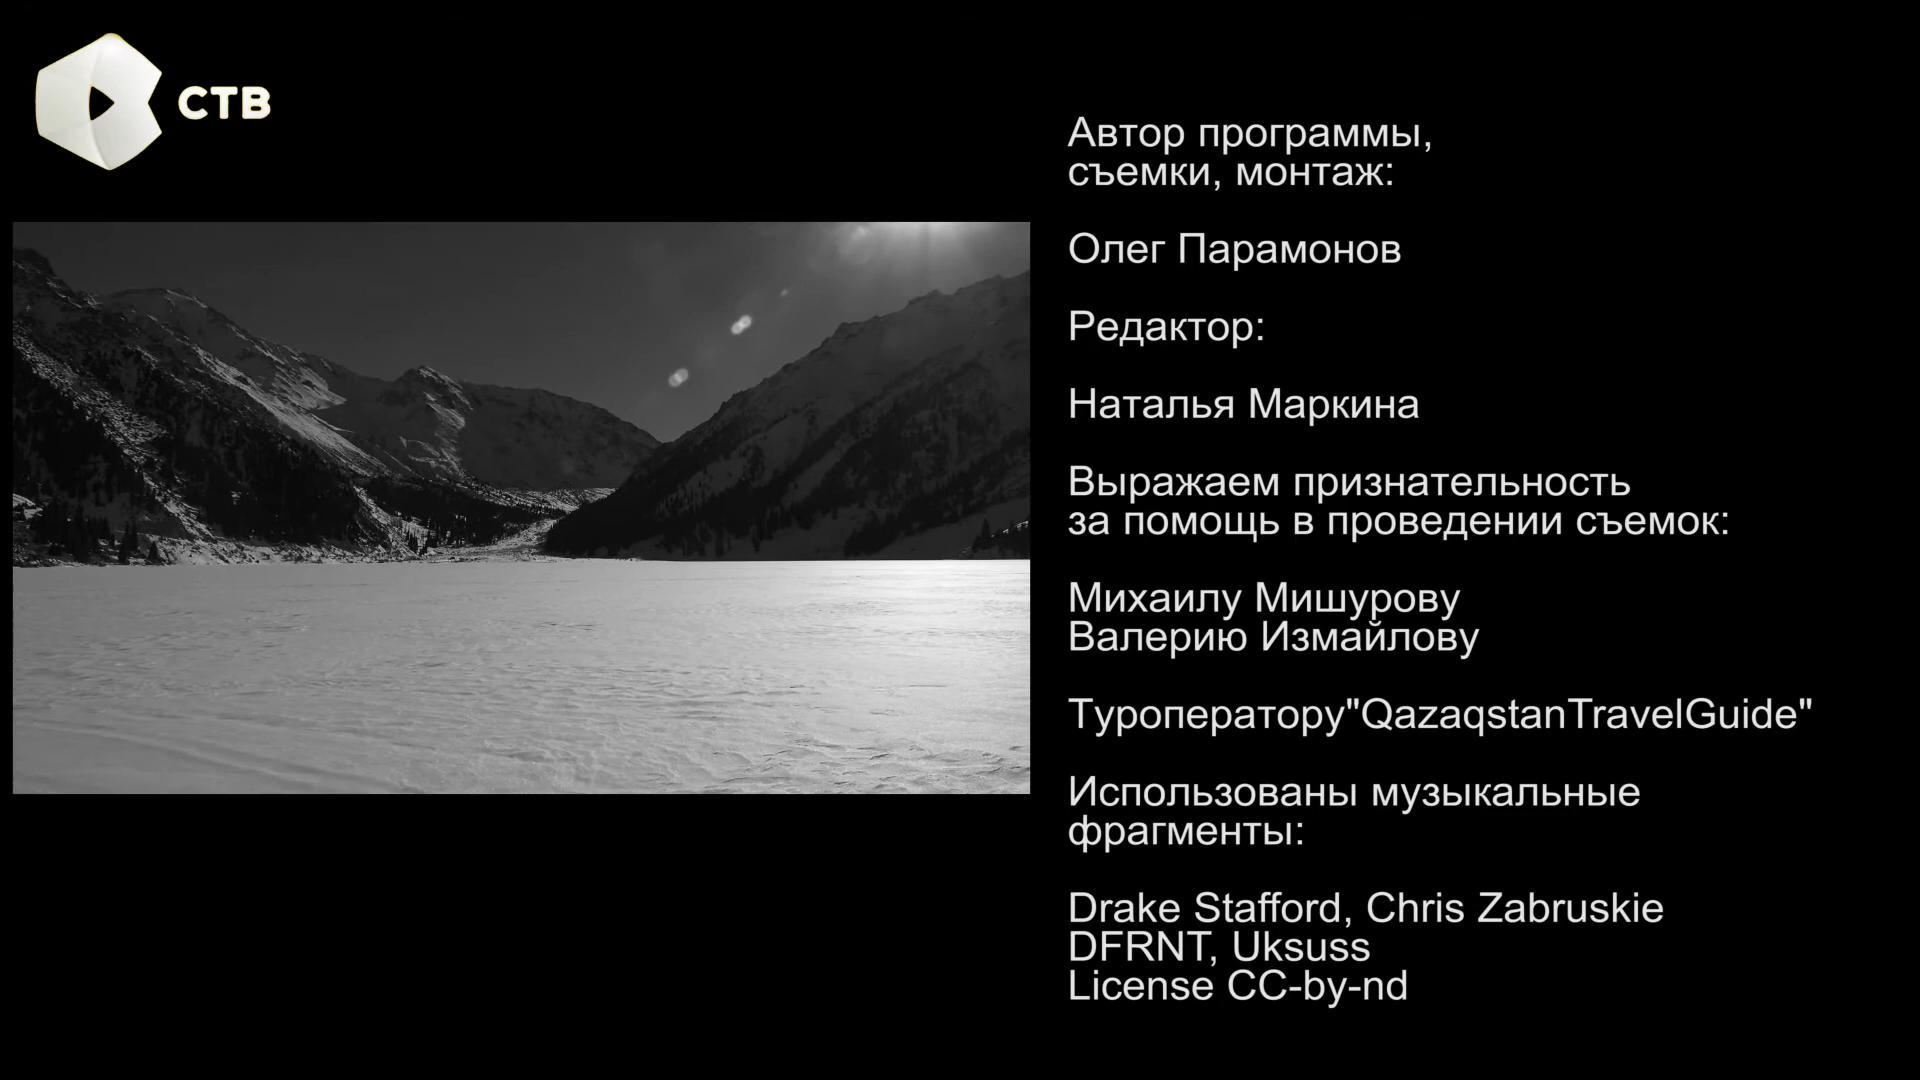 СТВ
Автор программы,
съемки, монтаж:
Олег Парамонов
Редактор:
Наталья Маркина
Выражаем признательность
за помощь в проведении съемок:
Михаилу Мишурову
Валерию Измайлову
Туроператору"QazaqstanTravelGuide"
Использованы музыкальные
фрагменты:
Drake Stafford, Chris Zabruskie
DFRNT, Uksuss
License CC-by-nd